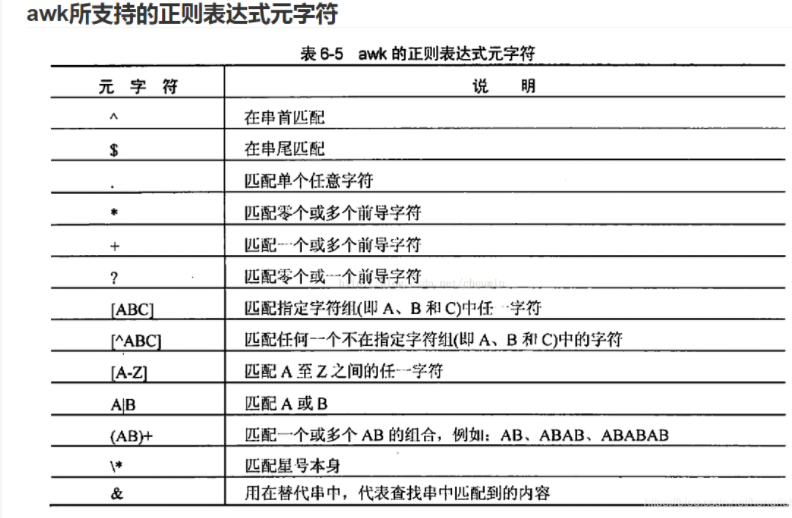 awk所支持的正则表达式元字符
表 6-5 awk 的正则表达式元字符
元 字 符 说 明
^ 在串首匹配
$ 在串尾匹配
. 匹配单个任意字符
* 匹配零个或多个前导字符
+ 匹配一个或多个前导字符
? 匹配零个或一个前导字符
[ABC] 匹配指定字符组(即 A、B 和 C)中任一字符
[^ABC] 匹配任何一个不在指定字符组(即 A、B 和 C)中的字符
[A-Z] 匹配 A 至 Z 之间的任一字符
A|B 匹配 A 或 B
(AB)+ 匹配一个或多个 AB 的组合，例如：AB、ABAB、ABABAB
\* 匹配星号本身
& 用在替代串中，代表查找串中匹配到的内容